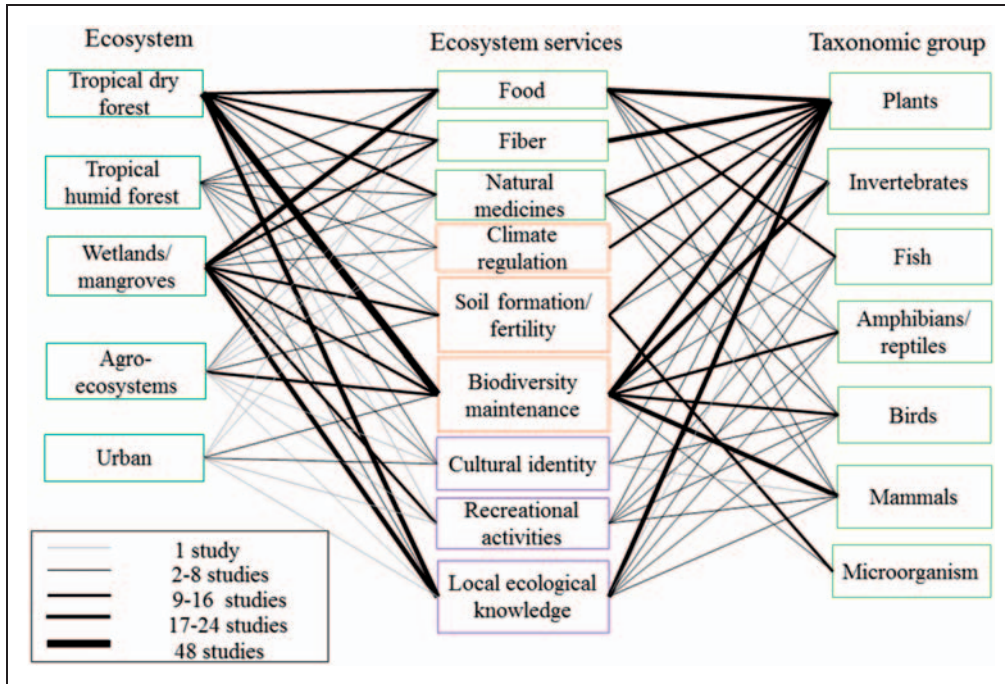 Ecosystem
Ecosystem services
Taxonomic group
Tropical dry
forest
Tropical
humid forest
Wetlands/
mangroves
Agro-
ecosystems
Urban
Food
Fiber
Natural
medicines
Climate
regulation
Soil formation/
fertility
Biodiversity
maintenance
Cultural identity
Recreational
activities
Local ecological
knowledge
Plants
Invertebrates
Fish
Amphibians/
reptiles
Birds
Mammals
Microorganism
1 study
2-8 studies
9-16 studies
17-24 studies
48 studies